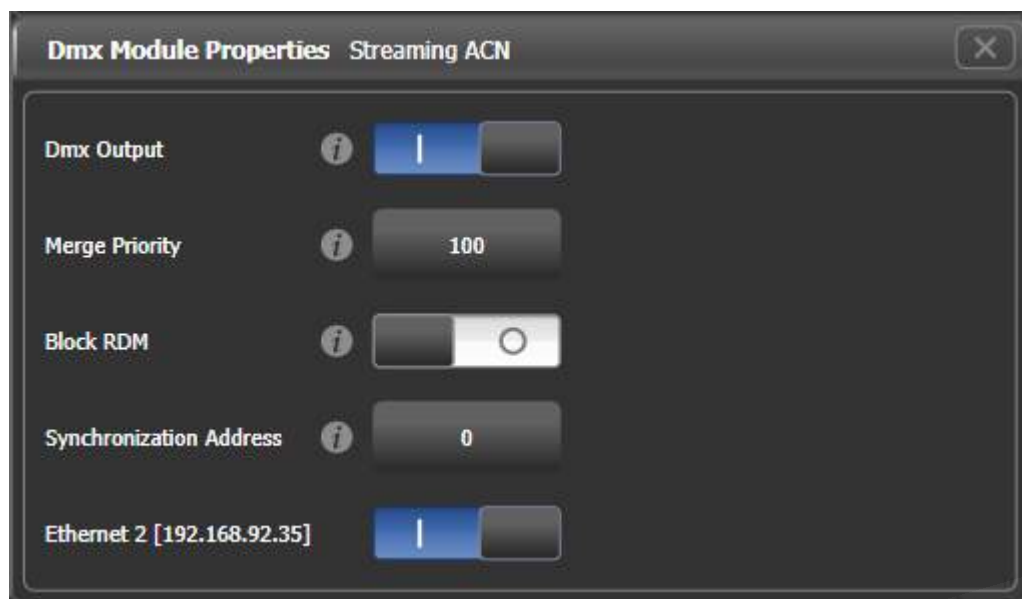 Dmx Module Properties Streaming ACN
Dmx Output
Merge Priority 100
Block RDM
Synchronization Address 0
Ethernet 2 [192.168.92.35]